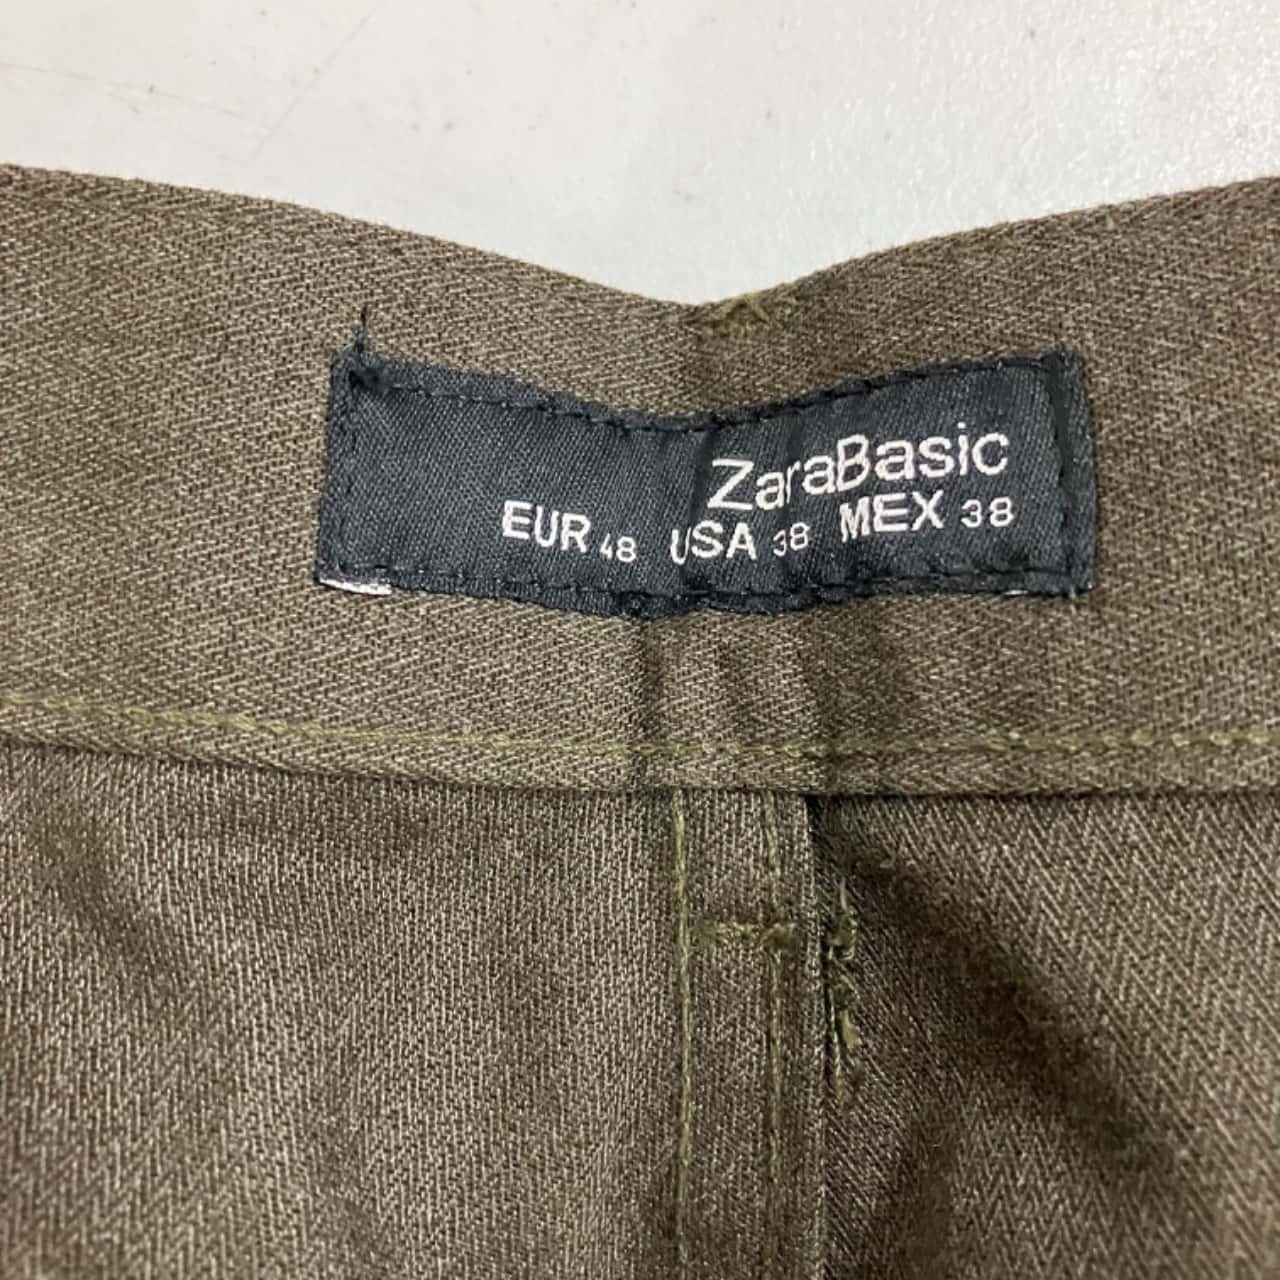 ZaraBasic
EUR 48 USA 38 MEX 38